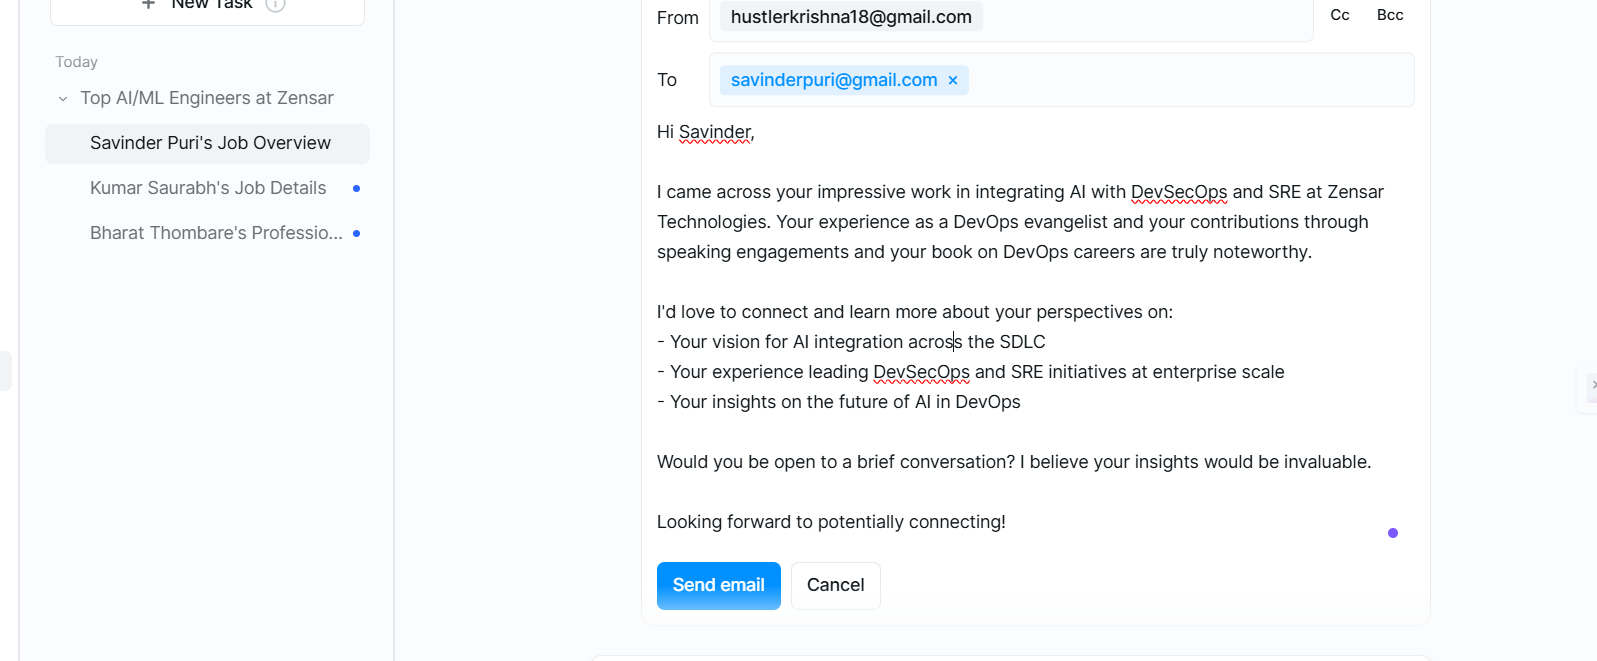 New Task
Today
Top AI/ML Engineers at Zensar
Savinder Puri's Job Overview
Kumar Saurabh's Job Details
Bharat Thombare's Professio...
From hustlerkrishna18@gmail.com Cc Bcc
To savinderpuri@gmail.com ×
Hi Savinder,
I came across your impressive work in integrating AI with DevSecOps and SRE at Zensar
Technologies. Your experience as a DevOps evangelist and your contributions through
speaking engagements and your book on DevOps careers are truly noteworthy.
I'd love to connect and learn more about your perspectives on:
- Your vision for AI integration across the SDLC
- Your experience leading DevSecOps and SRE initiatives at enterprise scale
- Your insights on the future of AI in DevOps
Would you be open to a brief conversation? I believe your insights would be invaluable.
Looking forward to potentially connecting!
Send email Cancel